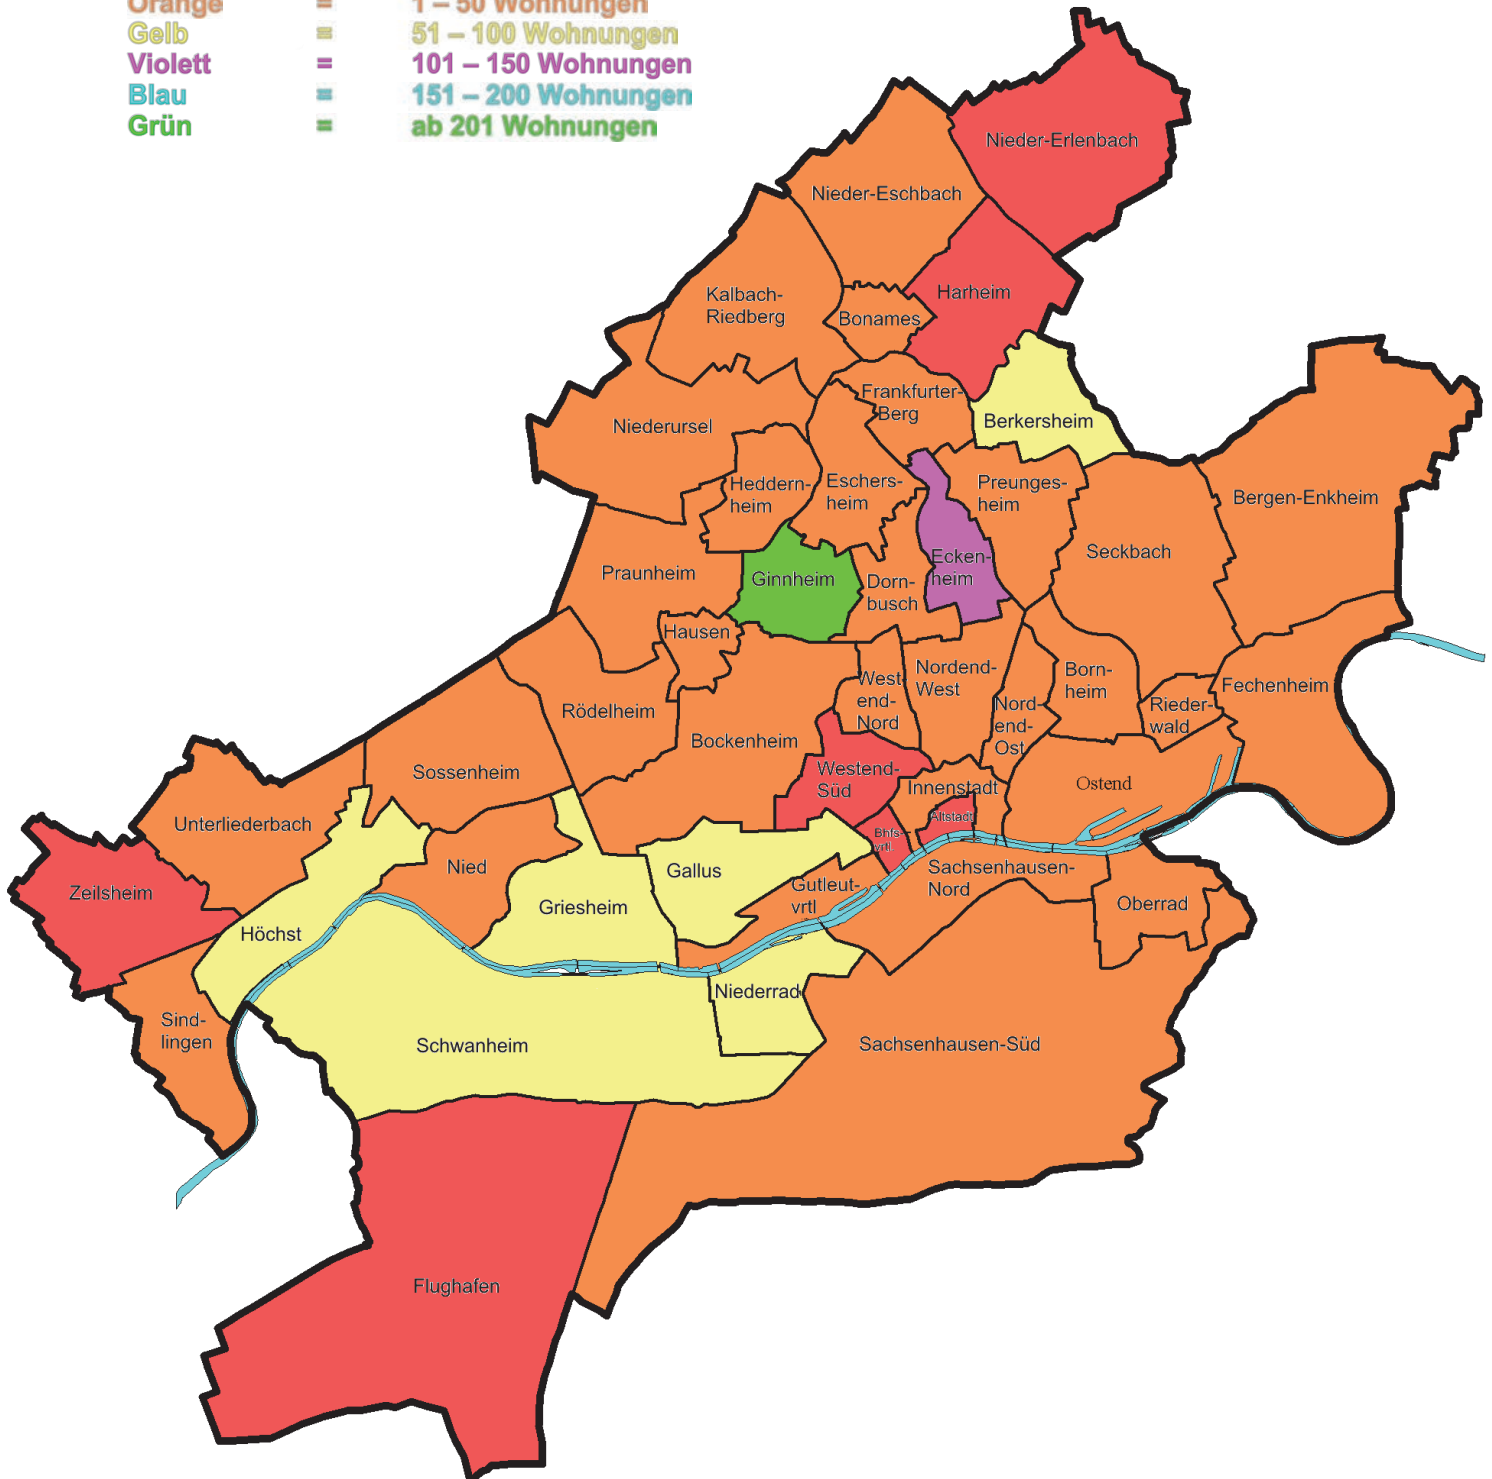 Orange = 1 – 50 Wohnungen
Gelb = 51 – 100 Wohnungen
Violett = 101 – 150 Wohnungen
Blau = 151 – 200 Wohnungen
Grün = ab 201 Wohnungen
Nieder-Erlenbach
Nieder-Eschbach
Harheim
Kalbach-
Riedberg
Bonames
Frankfurter-
Berg
Berkersheim
Niederursel
Heddern-
heim
Eschers-
heim
Preunges-
heim
Bergen-Enkheim
Seckbach
Praunheim
Ginnheim
Dorn-
busch
Ecken-
heim
Hausen
Rödelheim
Bockenheim
West-
end-
Nord
Nordend-
West
Nord-
end-
Ost
Born-
heim
Rieder-
wald
Fechenheim
Sossenheim
Westend-
Süd
Innenstadt
Ostend
Altstadt
Bhfs-
vrtl
Unterliederbach
Nied
Gallus
Griesheim
Gutleut-
vrtl
Sachsenhausen-
Nord
Oberrad
Zeilsheim
Höchst
Sind-
lingen
Schwanheim
Niederrad
Sachsenhausen-Süd
Flughafen